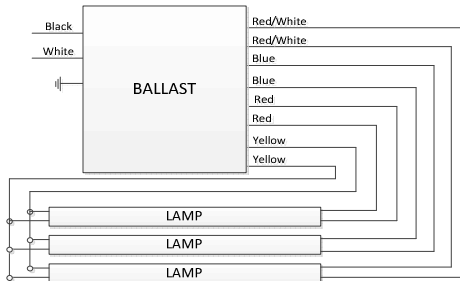 Black
White
BALLAST
Red/White
Red/White
Blue
Blue
Red
Red
Yellow
Yellow
LAMP
LAMP
LAMP